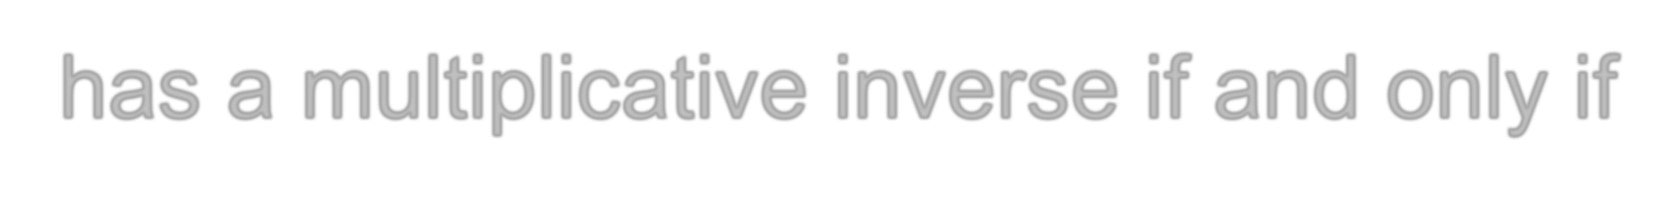 has a multiplicative inverse if and only if